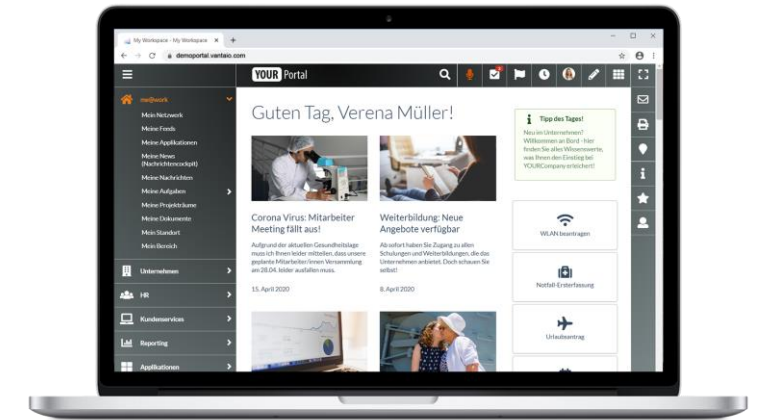 My Workspace - My Workspace
demoportal.vantaio.com
YOUR Portal
me@work
Mein Netzwerk
Meine Feeds
Meine Applikationen
Meine News
(Nachrichtencockpit)
Meine Nachrichten
Meine Aufgaben
Meine Projekträume
Meine Dokumente
Mein Standort
Mein Bereich
Unternehmen
HR
Kundenservices
Reporting
Applikationen
Guten Tag, Verena Müller!
Corona Virus: Mitarbeiter
Meeting fällt aus!
Aufgrund der aktuellen Gesundheitslage
muss ich Ihnen leider mitteilen, dass unsere
geplante Mitarbeiter/innen Versammlung
am 28.04. leider ausfallen muss.
15. April 2020
Weiterbildung: Neue
Angebote verfügbar
Ab sofort haben Sie Zugang zu allen
Schulungen und Weiterbildungen, die das
Unternehmen anbietet. Doch schauen Sie
selbst!
8. April 2020
Tipp des Tages!
Neu im Unternehmen?
Willkommen an Bord - hier
finden Sie alles Wissenswerte,
was Ihnen den Einstieg bei
YOURCompany erleichert!
WLAN beantragen
Notfall-Ersterfassung
Urlaubsantrag